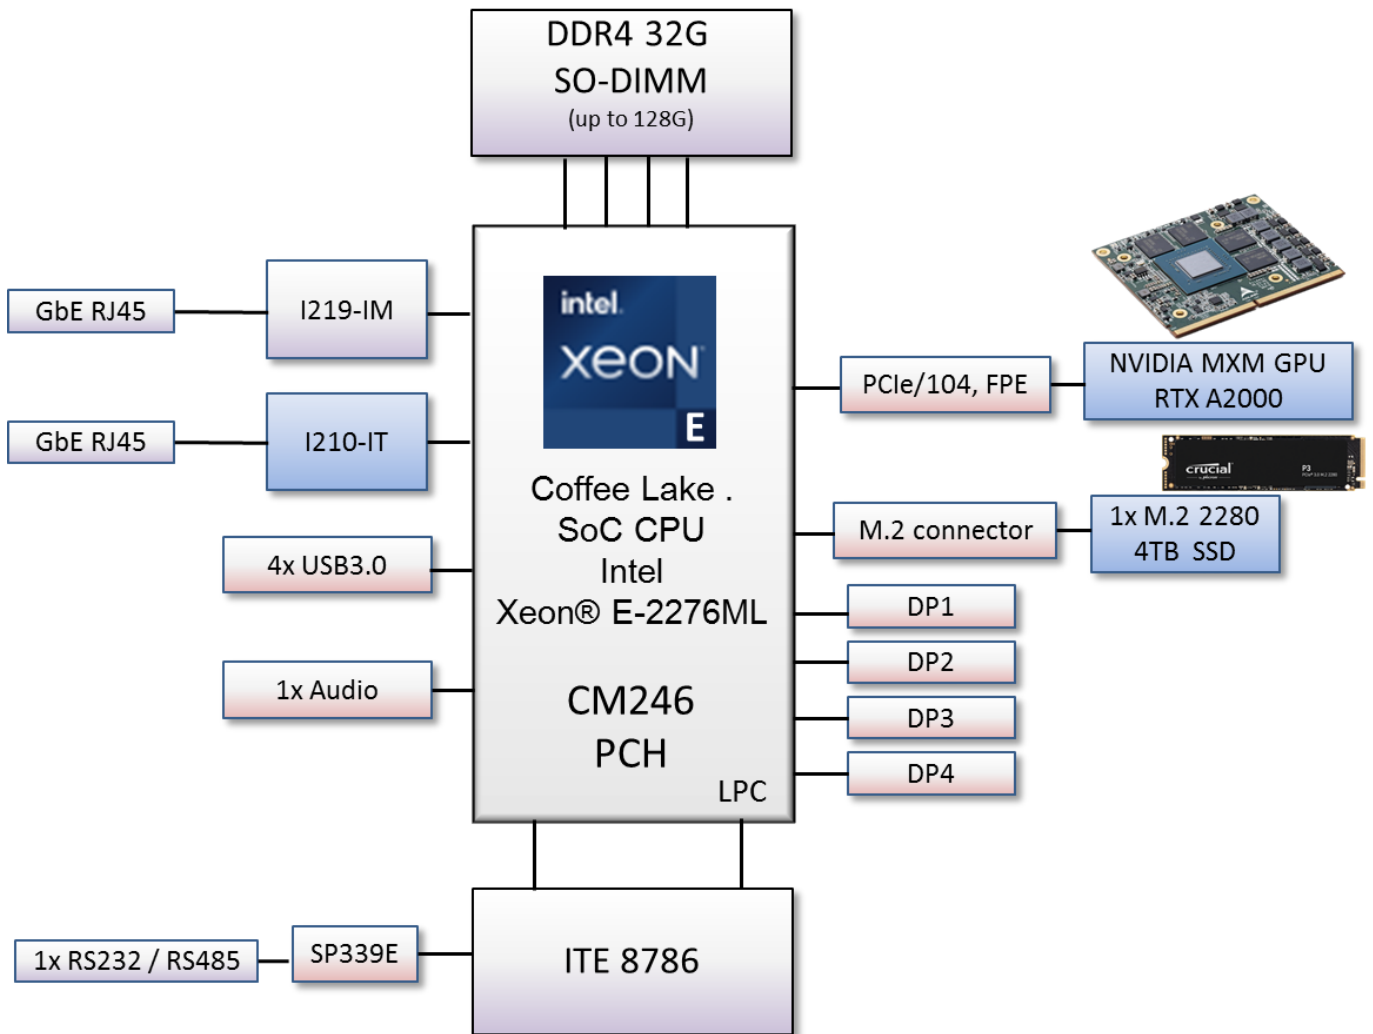 DDR4 32G
SO-DIMM
(up to 128G)
intel.
xeon
E
Coffee Lake .
SoC CPU
Intel
Xeon® E-2276ML
CM246
PCH
LPC
GbE RJ45
I219-IM
GbE RJ45
I210-IT
4x USB3.0
1x Audio
PCIe/104, FPE
NVIDIA MXM GPU
RTX A2000
crucial
P3
M.2 connector
1x M.2 2280
4TB SSD
DP1
DP2
DP3
DP4
1x RS232 / RS485
SP339E
ITE 8786